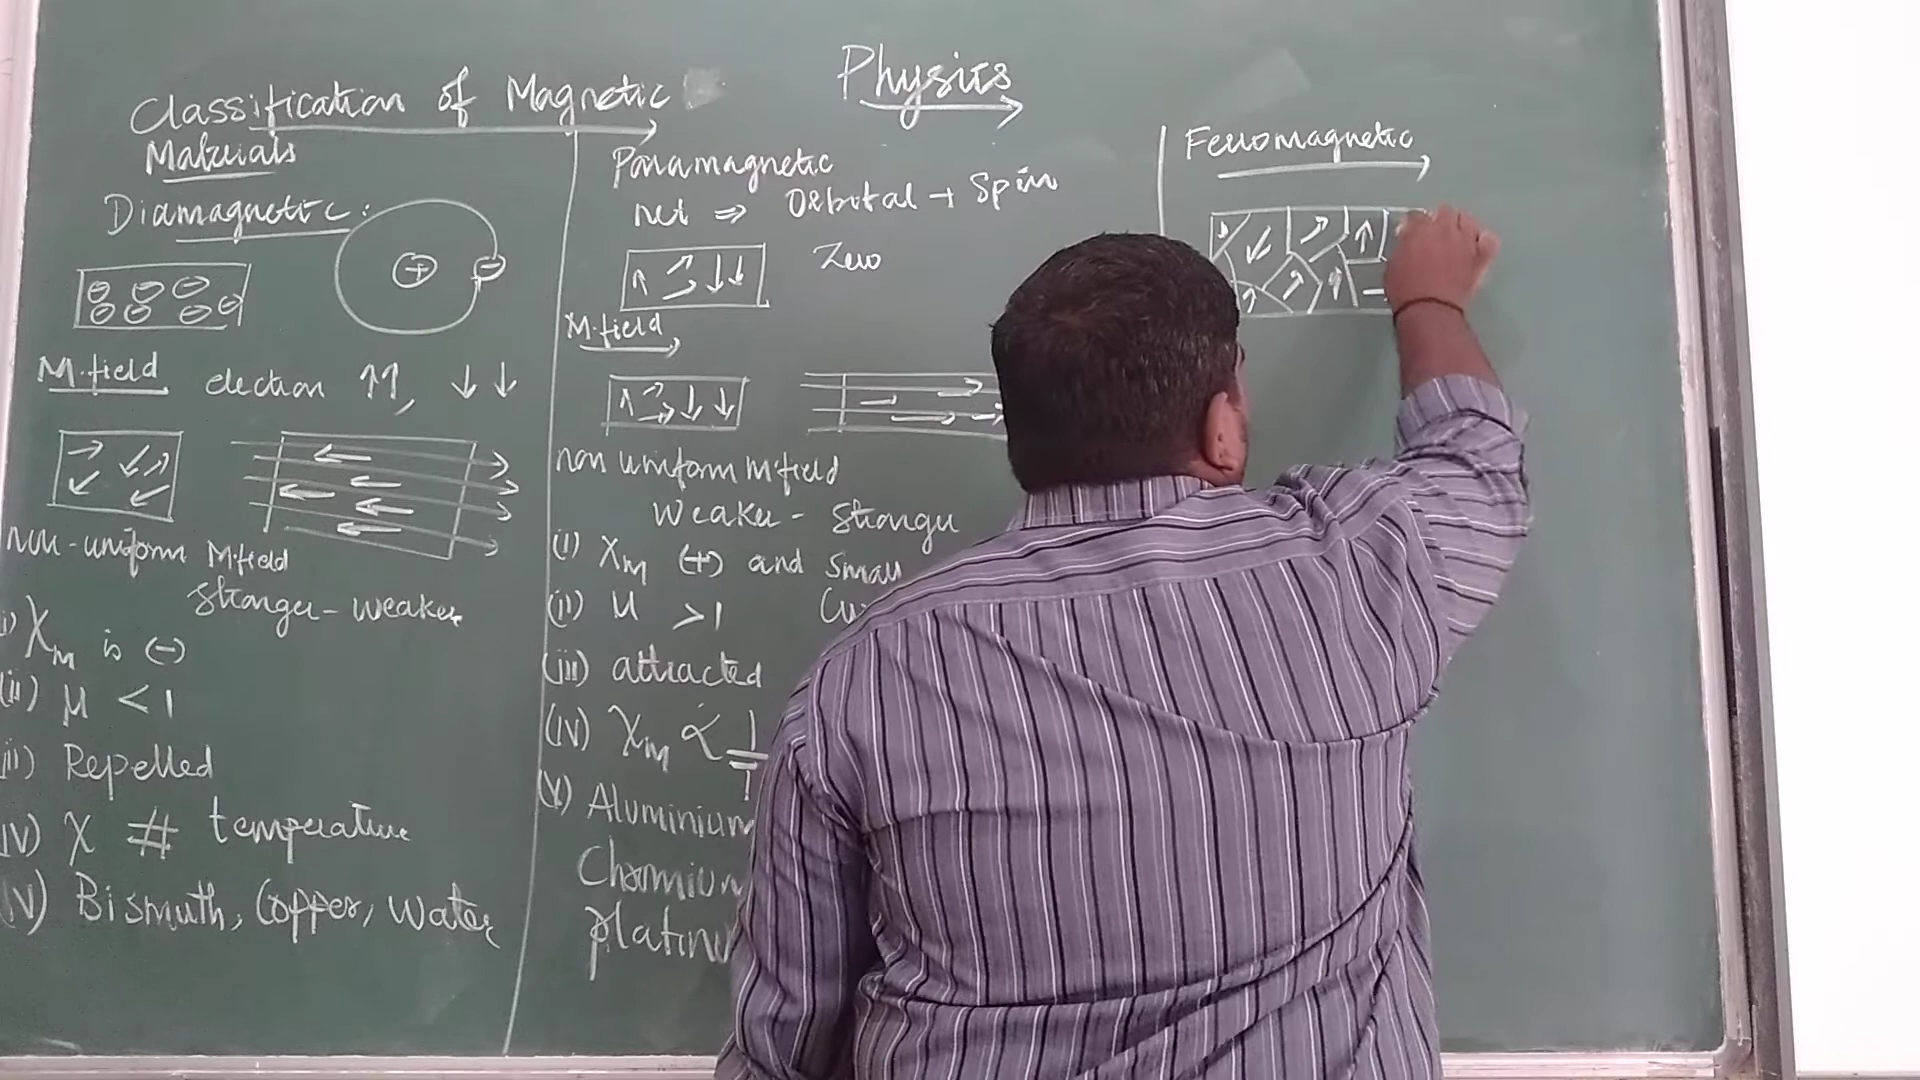 Physics
Classification of Magnetic
Materials
Diamagnetic:
M.field electron ↑↑, ↓ ↓
non-uniform M.field
stronger - weaker
i) χm is (-)
(ii) μ < 1
iii) Repelled
IV) χ # temperature
IV) Bismuth, Copper, Water
Paramagnetic
net ⇒ Orbital + Spin
Zero
M.field
non uniform M.field
weaker - stronger
(i) χm (+) and small
(ii) μ > 1
(iii) attracted
(IV) χm ∝ 1
(V) Aluminium
Ferromagnetic